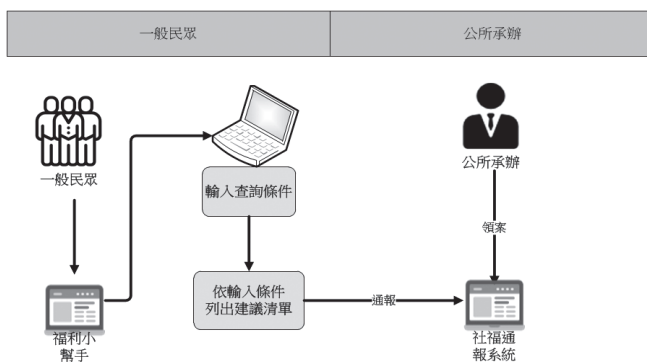 一般民眾
公所承辦
一般民眾
輸入查詢條件
公所承辦
領案
依輸入條件
列出建議清單
通報
福利小
幫手
社福通
報系統